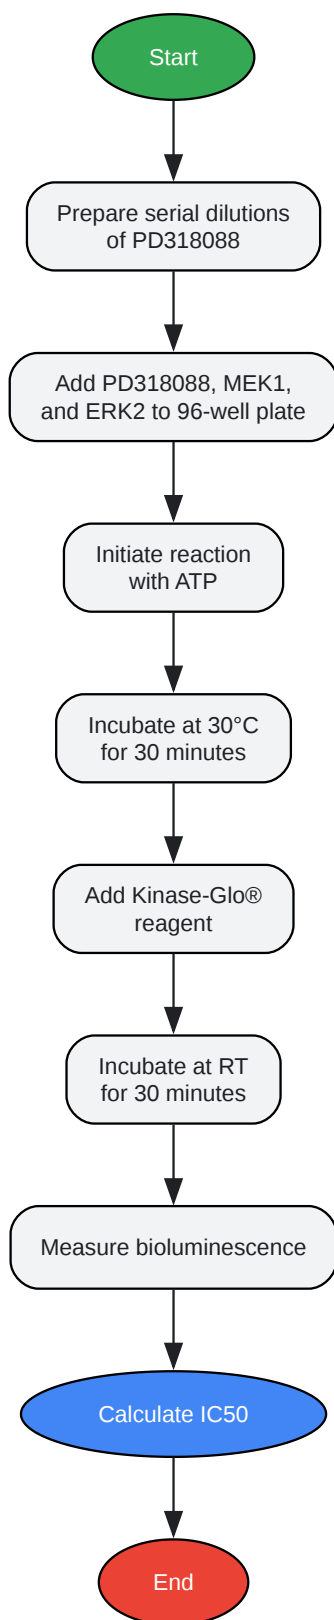 Start
Prepare serial dilutions
of PD318088
Add PD318088, MEK1,
and ERK2 to 96-well plate
Initiate reaction
with ATP
Incubate at 30°C
for 30 minutes
Add Kinase-Glo®
reagent
Incubate at RT
for 30 minutes
Measure bioluminescence
Calculate IC50
End